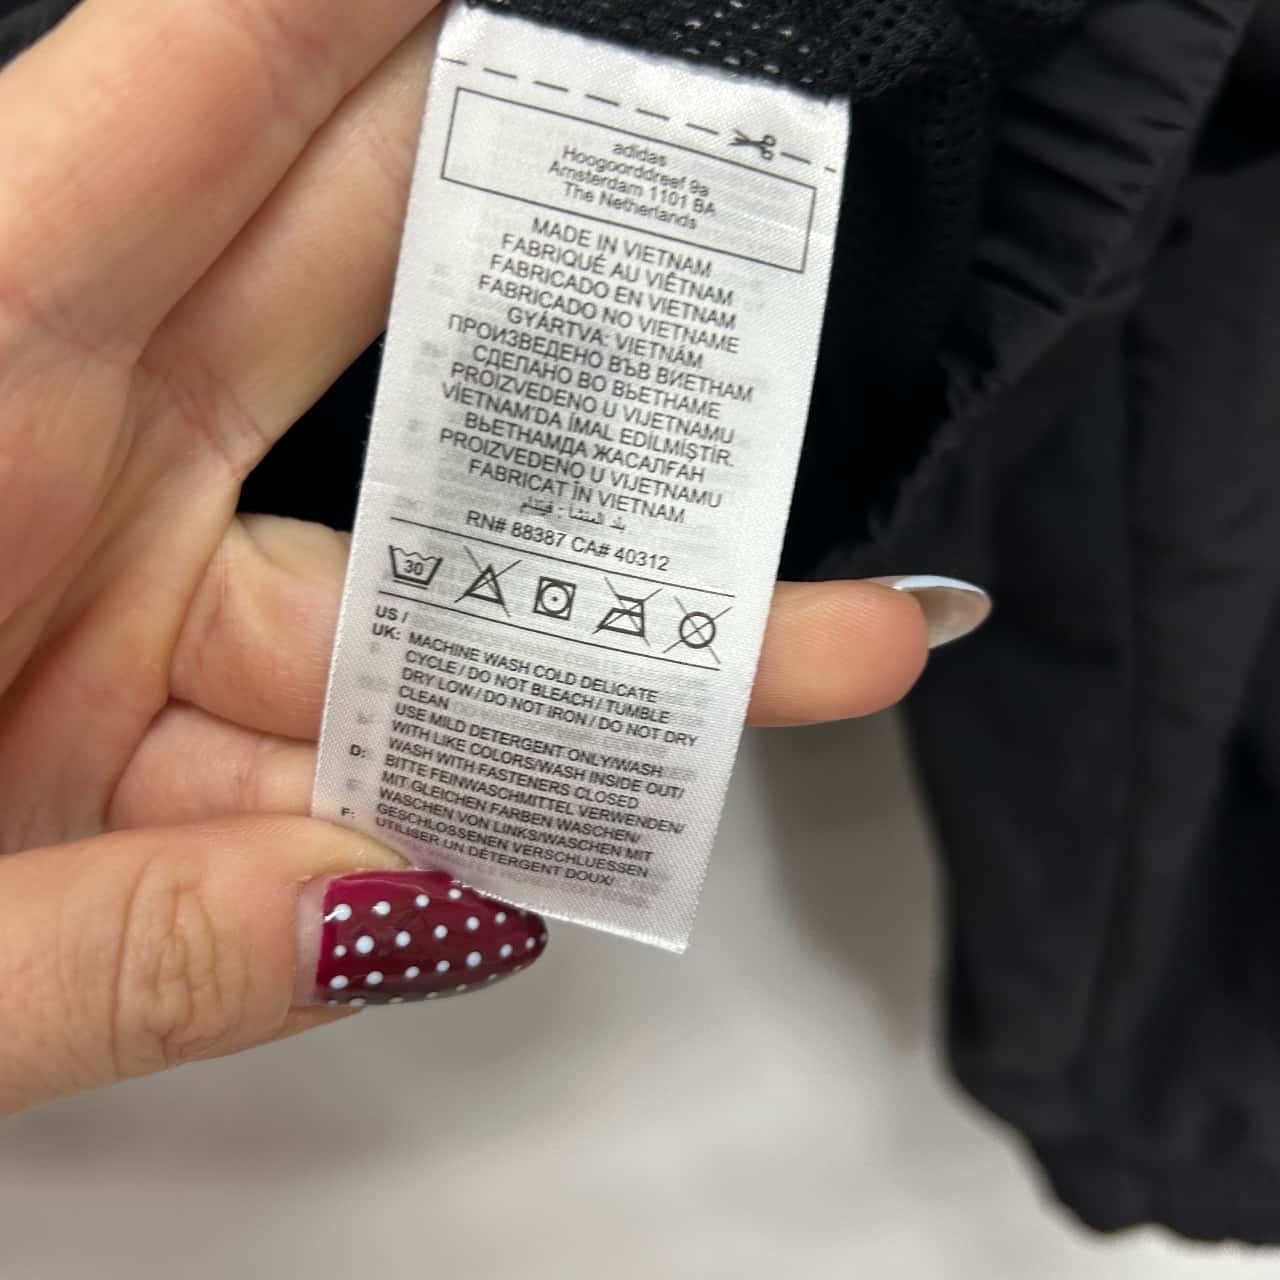 adidas
Hoogoorddreef 9a
Amsterdam 1101 BA
The Netherlands
MADE IN VIETNAM
FABRIQUÉ AU VIÊTNAM
FABRICADO EN VIETNAM
FABRICADO NO VIETNAME
GYÁRTVA: VIETNÁM
ПРОИЗВЕДЕНО ВЪВ ВИЕТНАМ
СДЕЛАНО ВО ВЬЕТНАМЕ
PROIZVEDENO U VIJETNAMU
VİETNAM'DA İMAL EDİLMİŞTİR.
ВЬЕТНАМДА ЖАСАЛҒАН
PROIZVEDENO U VIJETNAMU
FABRICAT ÎN VIETNAM
بلد المنشأ : فيتنام
RN# 88387 CA# 40312
30
US /
UK: MACHINE WASH COLD DELICATE
CYCLE / DO NOT BLEACH / TUMBLE
DRY LOW / DO NOT IRON / DO NOT DRY
CLEAN
USE MILD DETERGENT ONLY/WASH
WITH LIKE COLORS/WASH INSIDE OUT/
WASH WITH FASTENERS CLOSED
D: BITTE FEINWASCHMITTEL VERWENDEN/
MIT GLEICHEN FARBEN WASCHEN/
WASCHEN VON LINKS/WASCHEN MIT
GESCHLOSSENEN VERSCHLUESSEN
F: UTILISER UN DÉTERGENT DOUX/